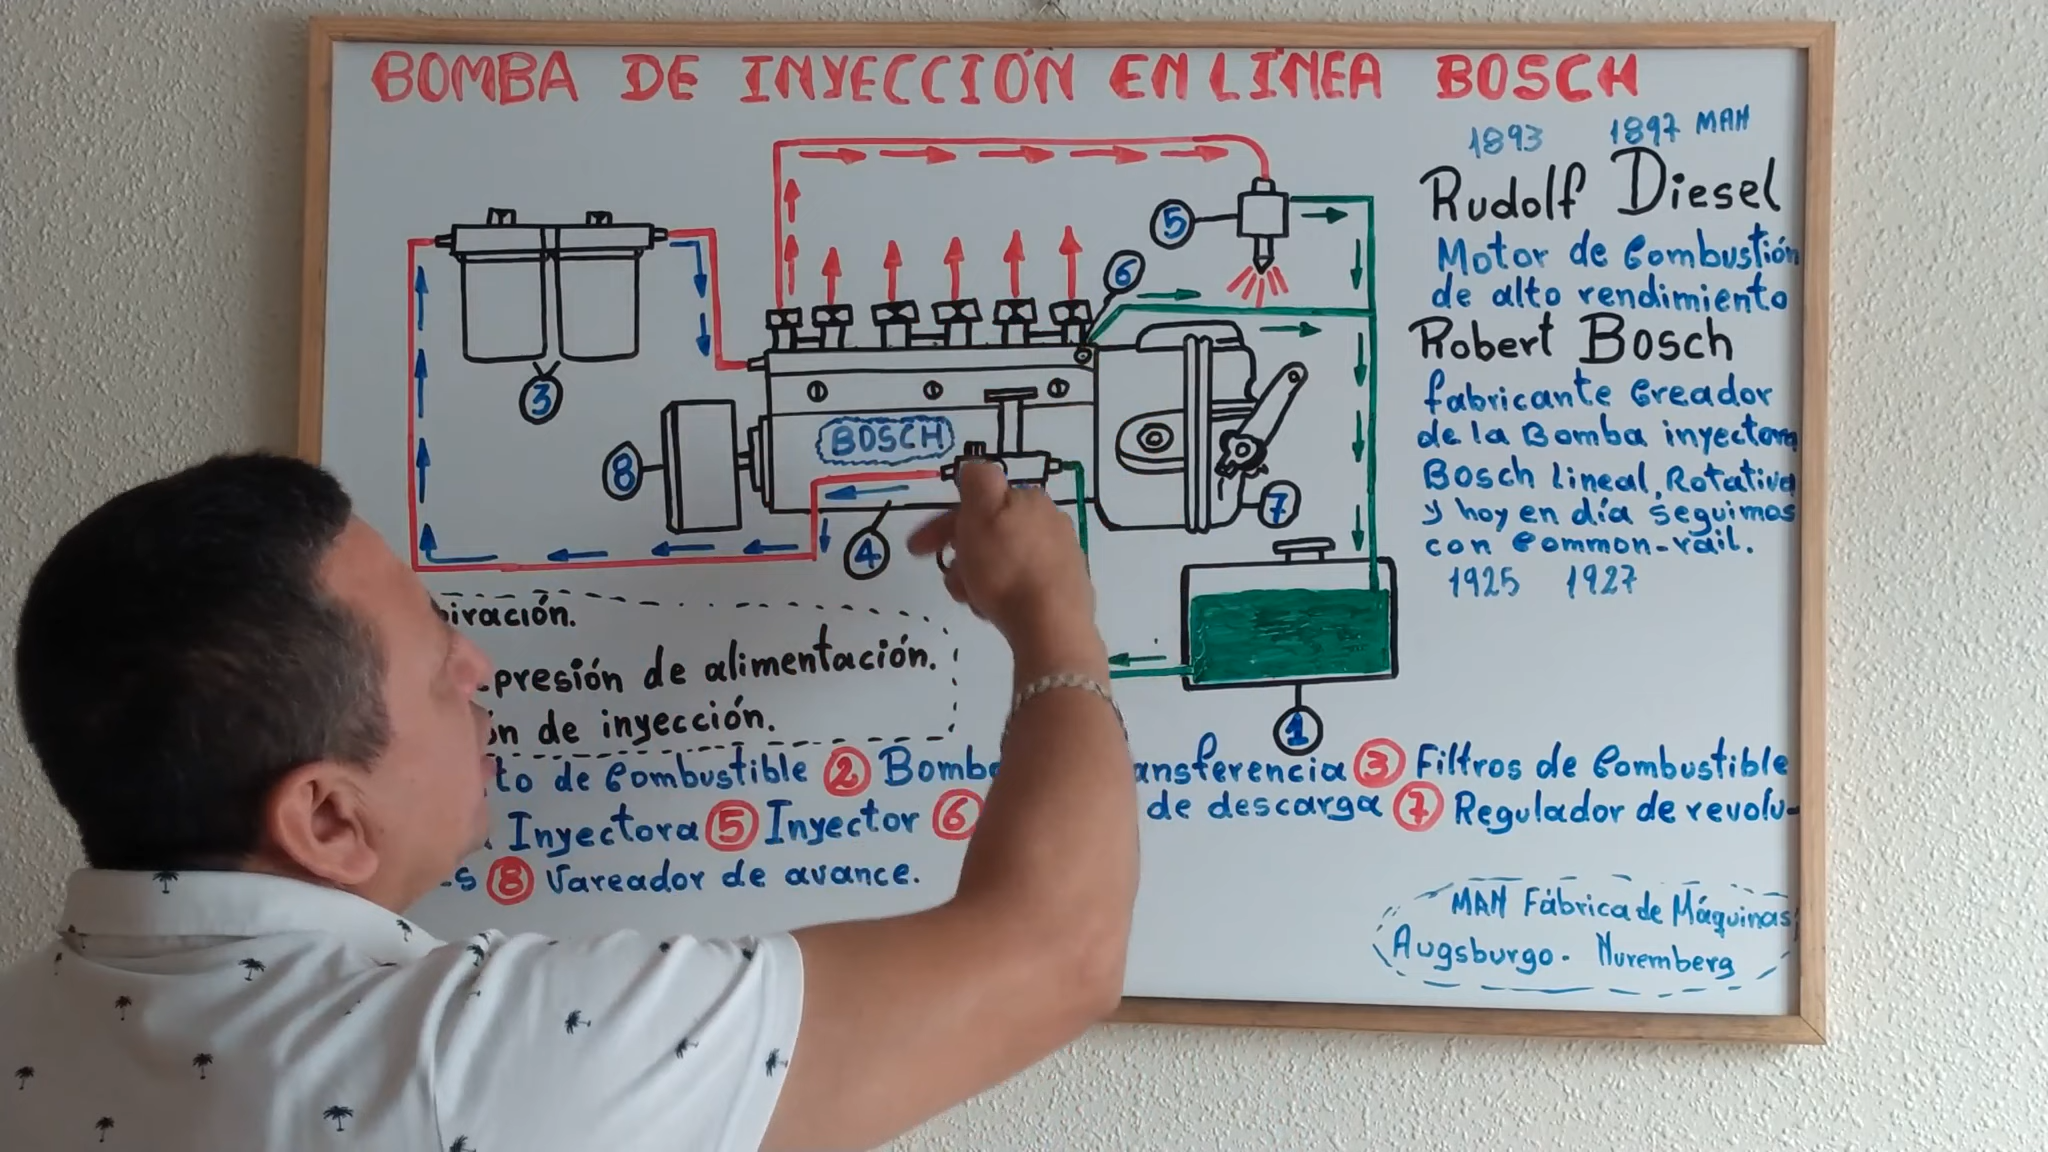 BOMBA DE INYECCIÓN EN LÍNEA BOSCH
1893 1897 MAN
Rudolf Diesel
Motor de Combustión
de alto rendimiento
Robert Bosch
fabricante Creador
de la Bomba inyectora
Bosch Lineal, Rotativa
y hoy en día seguimos
con Common-rail.
1925 1927
5
6
3
BOSCH
8
7
4
1
iración.
presión de alimentación.
ón de inyección.
to de Combustible 2 Bomb ansferencia 3 Filtros de Combustible
Inyectora 5 Inyector 6 de descarga 7 Regulador de revolu-
-s 8 Vareador de avance.
MAN Fábrica de Máquinas,
Augsburgo - Nuremberg